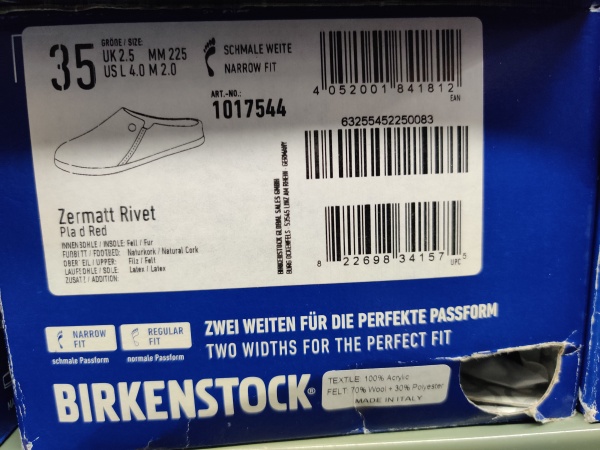 35
GRÖßE / SIZE:
UK 2.5 MM 225
US L 4.0 M 2.0
SCHMALE WEITE
NARROW FIT
ART.-NO.:
1017544
4 052001 841812
EAN
63255452250083
Zermatt Rivet
Pla d Red
INNENSOHLE / INSOLE: Fell / Fur
FUßBETT / FOOTBED: Naturkork / Natural Cork
OBER EIL / UPPER: Filz / Felt
LAUFSOHLE / SOLE: Latex / Latex
ZUSAT / ADDITION:
BIRKENSTOCK GLOBAL SALES GMBH
BURG OCKENFELS · 53545 LINZ AM RHEIN · GERMANY
8 22698 34157 5
UPC
NARROW FIT
schmale Passform
REGULAR FIT
normale Passform
ZWEI WEITEN FÜR DIE PERFEKTE PASSFORM
TWO WIDTHS FOR THE PERFECT FIT
BIRKENSTOCK®
TEXTILE: 100% Acrylic
FELT: 70% Wool + 30% Polyester
MADE IN ITALY